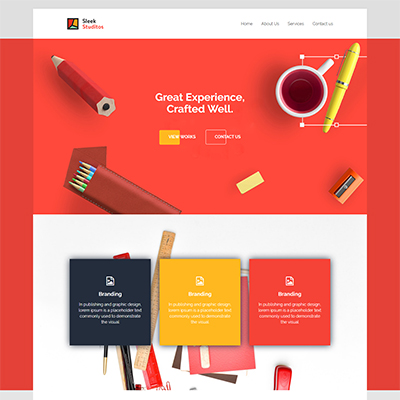 Sleek
Studitos
Home About Us Services Contact us
Great Experience,
Crafted Well.
VIEW WORKS CONTACT US
Branding Branding Branding
In publishing and graphic design, In publishing and graphic design, In publishing and graphic design,
lorem ipsum is a placeholder text lorem ipsum is a placeholder text lorem ipsum is a placeholder text
commonly used to demonstrate commonly used to demonstrate commonly used to demonstrate
the visual the visual the visual